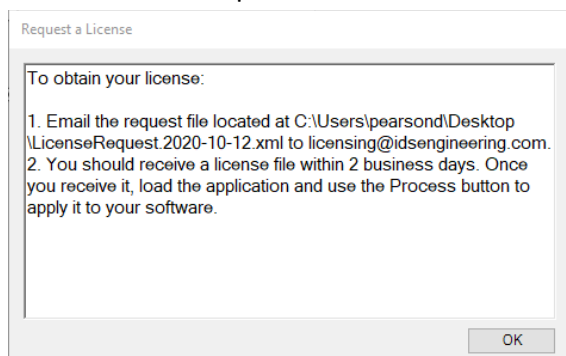 Request a License
To obtain your license:
1. Email the request file located at C:\Users\pearsond\Desktop
\LicenseRequest.2020-10-12.xml to licensing@idsengineering.com.
2. You should receive a license file within 2 business days. Once
you receive it, load the application and use the Process button to
apply it to your software.
OK